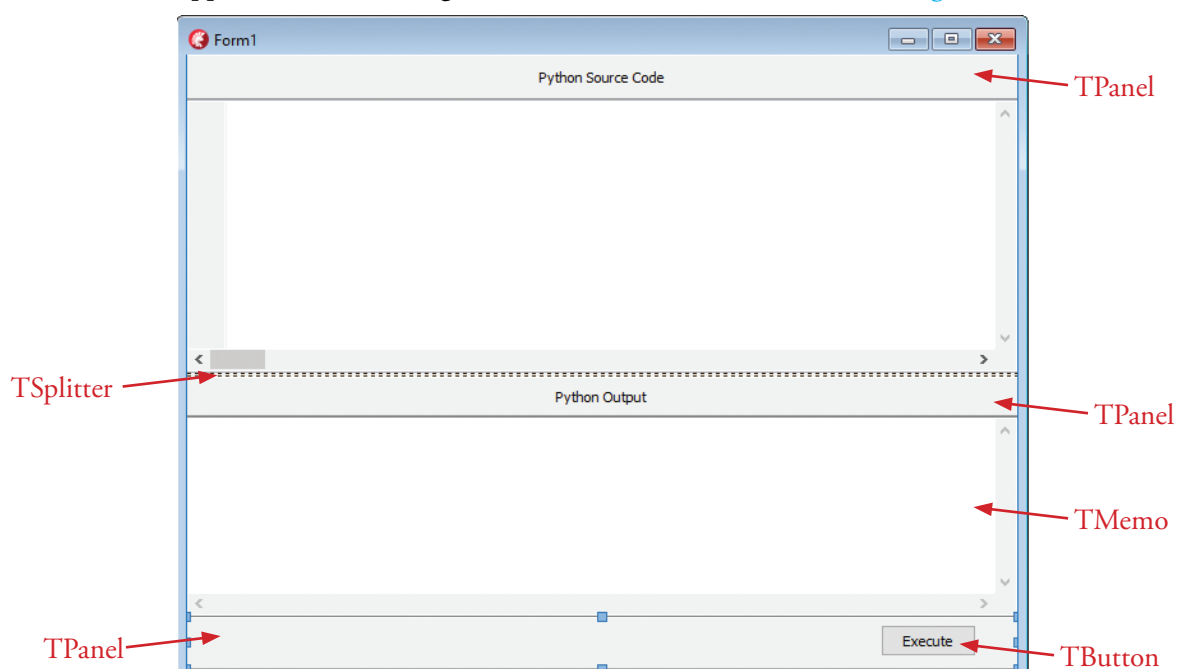 Form1
Python Source Code
TPanel
TSplitter
Python Output
TPanel
TMemo
TPanel
Execute
TButton